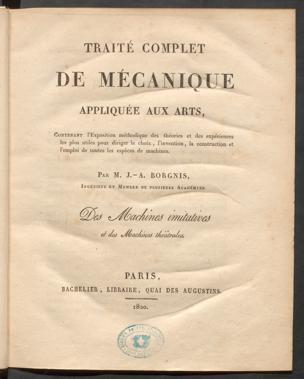 TRAITÉ COMPLET
DE MÉCANIQUE
APPLIQUÉE AUX ARTS,
CONTENANT l'Exposition méthodique des théories et des expériences
les plus utiles pour diriger le choix, l'invention, la construction et
l'emploi de toutes les espèces de machines.
PAR M. J.-A. BORGNIS,
INGÉNIEUR ET MEMBRE DE PLUSIEURS ACADÉMIES.
Des Machines imitatives
et des Machines théâtrales.
PARIS,
BACHELIER, LIBRAIRE, QUAI DES AUGUSTINS.
1820.